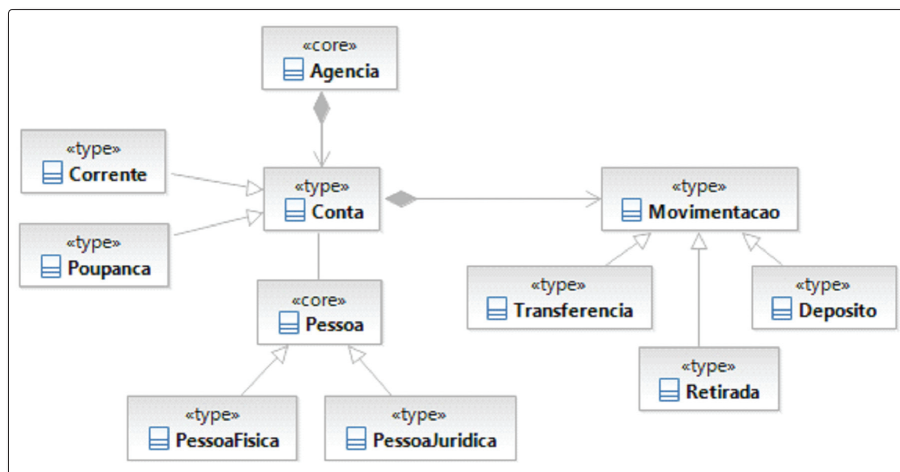 «core»
Agencia
«type»
Corrente
«type»
Conta
«type»
Movimentacao
«type»
Poupanca
«type»
Transferencia
«type»
Deposito
«core»
Pessoa
«type»
Retirada
«type»
PessoaFisica
«type»
PessoaJuridica